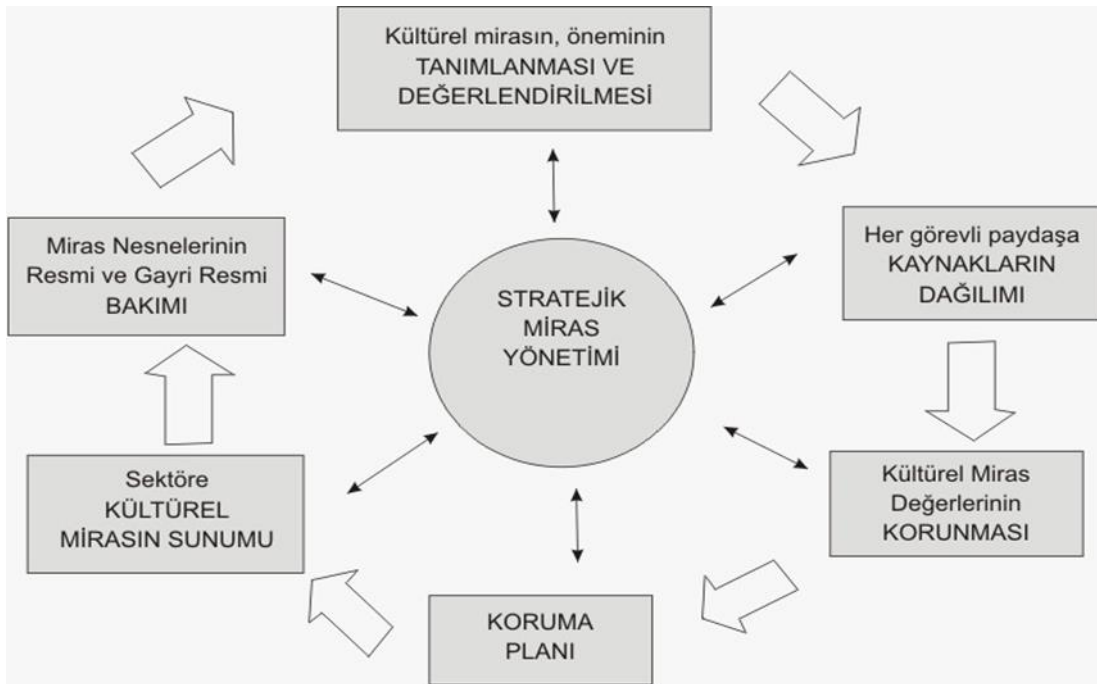 Kültürel mirasın, öneminin
TANIMLANMASI VE
DEĞERLENDİRİLMESİ
Her görevli paydaşa
KAYNAKLARIN
DAĞILIMI
Kültürel Miras
Değerlerinin
KORUNMASI
KORUMA
PLANI
Sektöre
KÜLTÜREL
MİRASIN SUNUMU
Miras Nesnelerinin
Resmi ve Gayri Resmi
BAKIMI
STRATEJİK
MİRAS
YÖNETİMİ